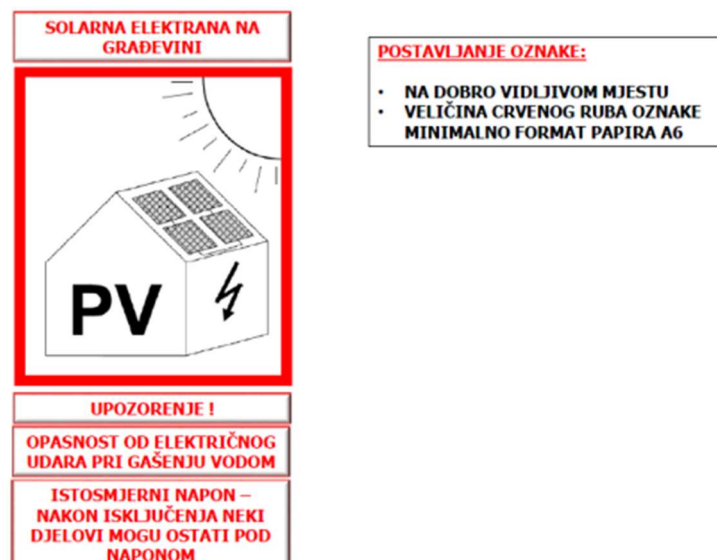 SOLARNA ELEKTRANA NA
GRAĐEVINI
PV
UPOZORENJE !
OPASNOST OD ELEKTRIČNOG
UDARA PRI GAŠENJU VODOM
ISTOSMJERNI NAPON –
NAKON ISKLJUČENJA NEKI
DJELOVI MOGU OSTATI POD
NAPONOM
POSTAVLJANJE OZNAKE:
• NA DOBRO VIDLJIVOM MJESTU
• VELIČINA CRVENOG RUBA OZNAKE
MINIMALNO FORMAT PAPIRA A6